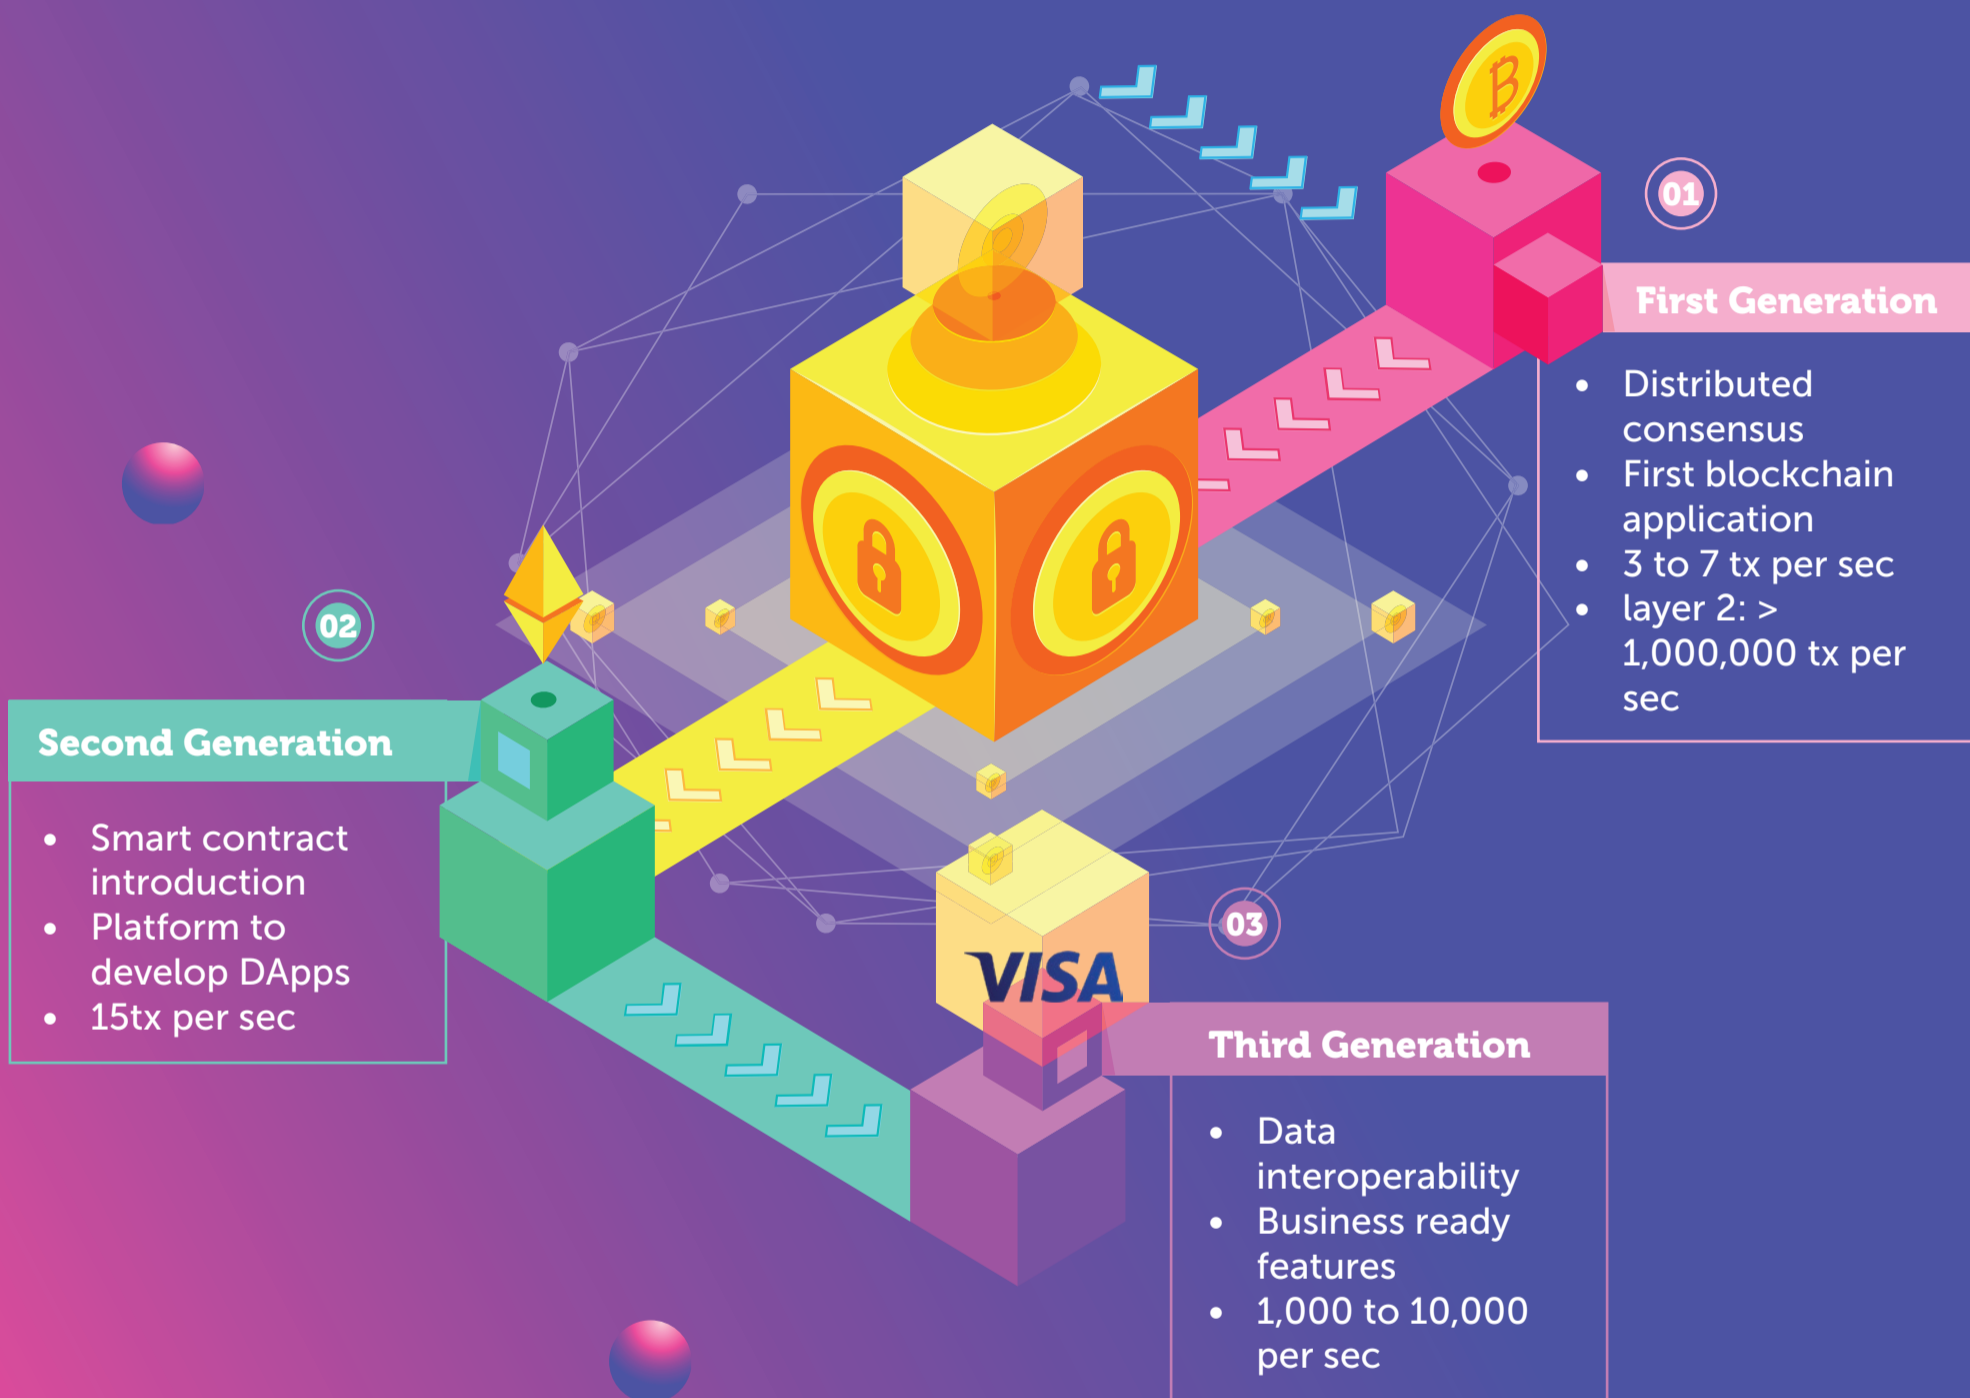 01
First Generation
• Distributed
consensus
• First blockchain
application
• 3 to 7 tx per sec
• layer 2: >
1,000,000 tx per
sec
02
Second Generation
• Smart contract
introduction
• Platform to
develop DApps
• 15tx per sec
VISA
03
Third Generation
• Data
interoperability
• Business ready
features
• 1,000 to 10,000
per sec